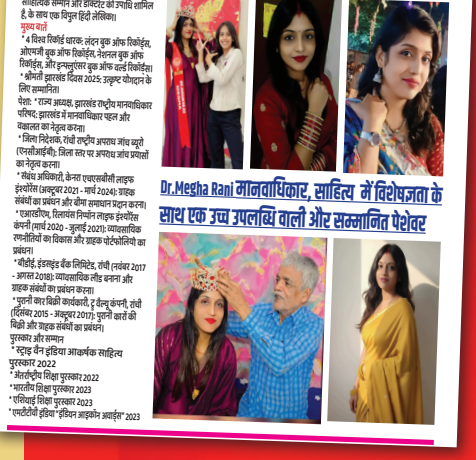 साहित्यिक सम्मान और डॉक्टरेट की उपाधि शामिल
है, के साथ एक विपुल हिंदी लेखिका।
मुख्य बातें
* 4 विश्व रिकॉर्ड धारक: लंदन बुक ऑफ रिकॉर्ड्स,
ओएमजी बुक ऑफ रिकॉर्ड्स, नेशनल बुक ऑफ
रिकॉर्ड्स, और इन्फ्लुएंसर बुक ऑफ वर्ल्ड रिकॉर्ड्स।
* श्रीमती झारखंड दिवस 2025: उत्कृष्ट योगदान के
लिए सम्मानित।
पेशा: * राज्य अध्यक्ष, झारखंड राष्ट्रीय मानवाधिकार
परिषद: झारखंड में मानवाधिकार पहल और
वकालत का नेतृत्व करना।
* जिला निदेशक, रांची राष्ट्रीय अपराध जांच ब्यूरो
(एनसीआईबी): जिला स्तर पर अपराध जांच प्रयासों
का नेतृत्व करना।
* संबंध अधिकारी, केनरा एचएसबीसी लाइफ
इंश्योरेंस (अक्टूबर 2021 - मार्च 2024): ग्राहक
संबंधों का प्रबंधन और बीमा समाधान प्रदान करना।
* एआरडीएम, रिलायंस निप्पॉन लाइफ इंश्योरेंस
कंपनी (मार्च 2020 - जुलाई 2021): व्यावसायिक
रणनीतियों का विकास और ग्राहक पोर्टफोलियो का
प्रबंधन।
* बीडीई, इंडसइंड बैंक लिमिटेड, रांची (नवंबर 2017
- अगस्त 2018): व्यावसायिक लीड बनाना और
ग्राहक संबंधों का प्रबंधन करना।
* पुरानी कार बिक्री कार्यकारी, ट्रू वैल्यू कंपनी, रांची
(दिसंबर 2015 - अक्टूबर 2017): पुरानी कारों की
बिक्री और ग्राहक संबंधों का प्रबंधन।
पुरस्कार और सम्मान
* स्ट्राइ वैन इंडिया आकर्षक साहित्य
पुरस्कार 2022
* अंतर्राष्ट्रीय शिक्षा पुरस्कार 2022
* भारतीय शिक्षा पुरस्कार 2023
* एशियाई शिक्षा पुरस्कार 2023
* एमटीटीवी इंडिया "इंडियन आइकॉन अवार्ड्स" 2023
Dr.Megha Rani मानवाधिकार, साहित्य में विशेषज्ञता के
साथ एक उच्च उपलब्धि वाली और सम्मानित पेशेवर